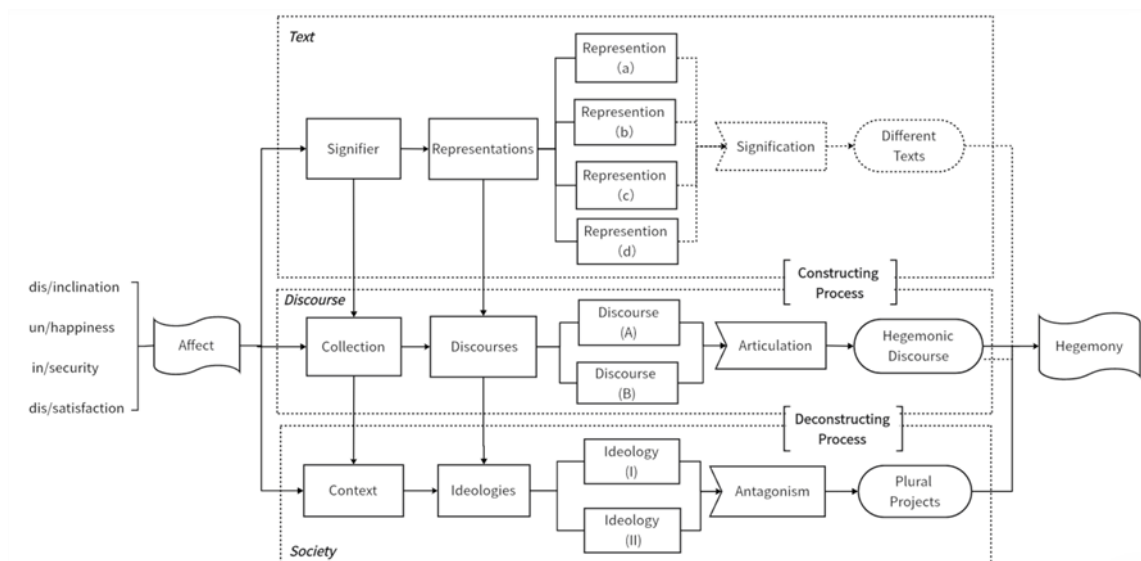 Text
Represention
(a)
Represention
(b)
Signifier
Representations
Signification
Different
Texts
Represention
(c)
Represention
(d)
Constructing
Process
dis/inclination
un/happiness
in/security
dis/satisfaction
Affect
Discourse
Collection
Discourses
Discourse
(A)
Discourse
(B)
Articulation
Hegemonic
Discourse
Hegemony
Deconstructing
Process
Context
Ideologies
Ideology
(I)
Ideology
(II)
Antagonism
Plural
Projects
Society